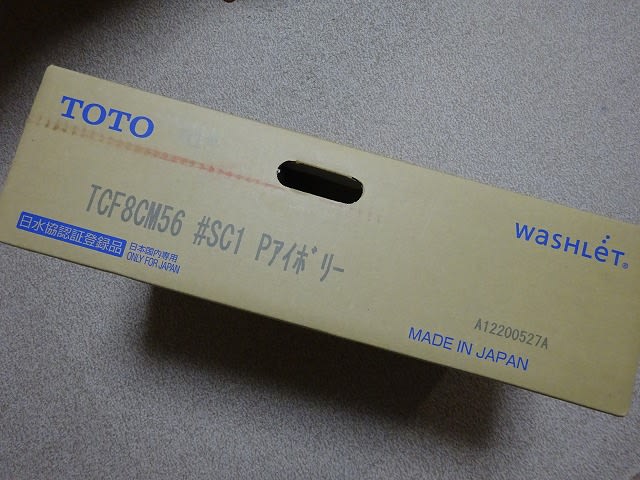 TOTO
TCF8CM56 #SC1 Pアイボリー
日水協認証登録品
日本国内専用
ONLY FOR JAPAN
WASHLET®
A12200527A
MADE IN JAPAN